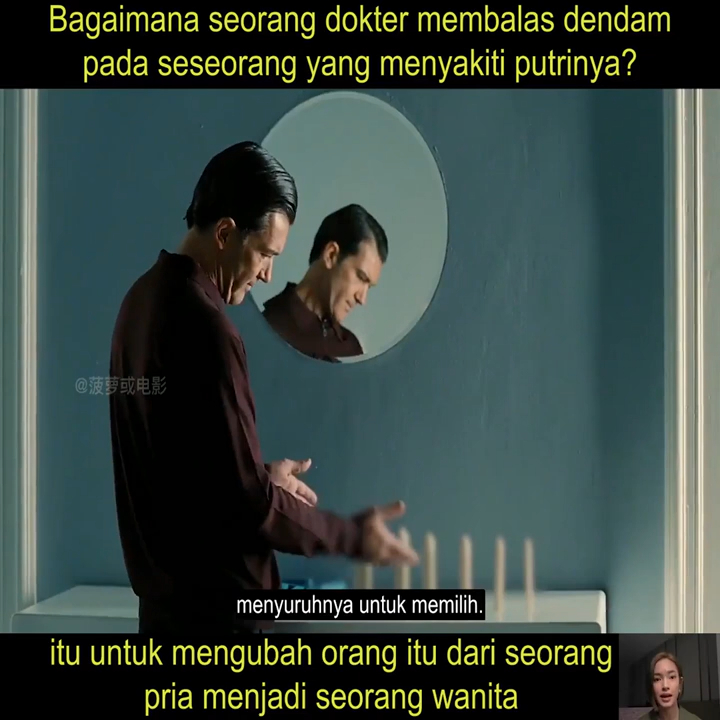 Bagaimana seorang dokter membalas dendam
pada seseorang yang menyakiti putrinya?
@菠萝或电影
menyuruhnya untuk memilih.
itu untuk mengubah orang itu dari seorang
pria menjadi seorang wanita